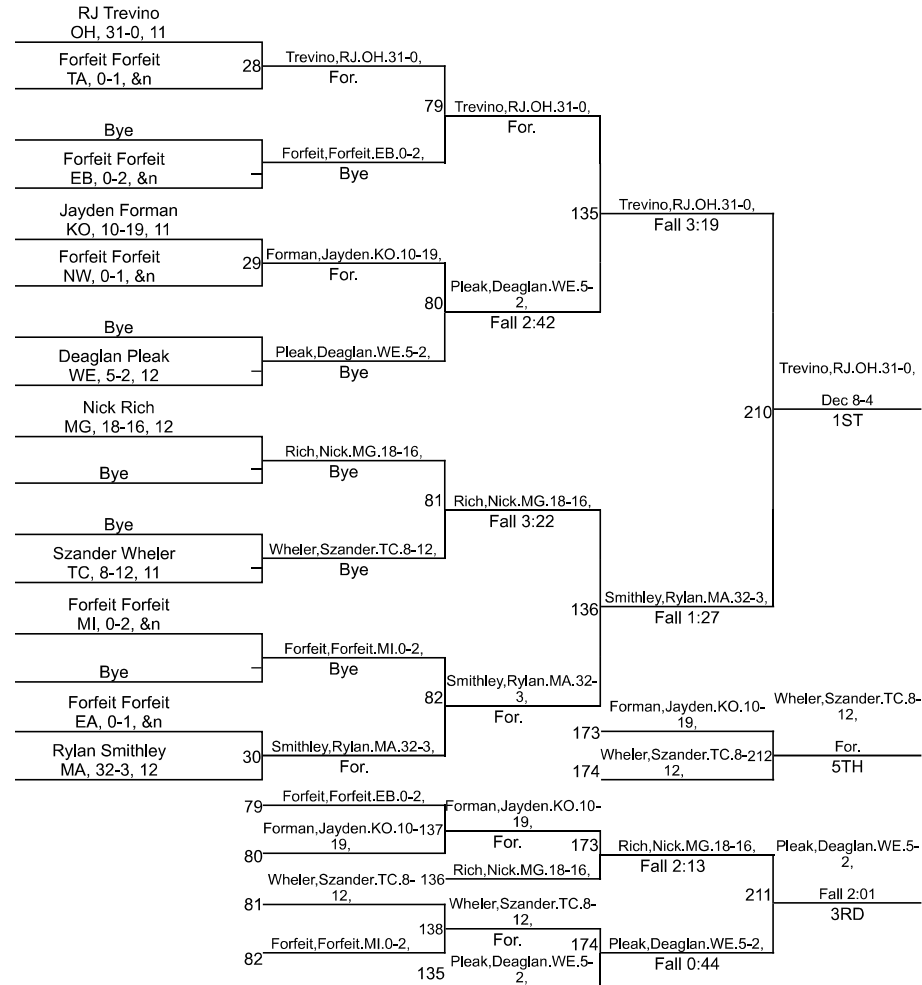 RJ Trevino
OH, 31-0, 11
Forfeit Forfeit
TA, 0-1, &n
28
Trevino,RJ.OH.31-0,
For.
79
Trevino,RJ.OH.31-0,
For.
Bye
Forfeit Forfeit
EB, 0-2, &n
Forfeit,Forfeit.EB.0-2,
Bye
135
Trevino,RJ.OH.31-0,
Fall 3:19
Jayden Forman
KO, 10-19, 11
Forfeit Forfeit
NW, 0-1, &n
29
Forman,Jayden.KO.10-19,
For.
80
Pleak,Deaglan.WE.5-
2,
Fall 2:42
Bye
Deaglan Pleak
WE, 5-2, 12
Pleak,Deaglan.WE.5-2,
Bye
210
Trevino,RJ.OH.31-0,
Dec 8-4
1ST
Nick Rich
MG, 18-16, 12
Bye
Rich,Nick.MG.18-16,
Bye
81
Rich,Nick.MG.18-16,
Fall 3:22
Bye
Szander Wheler
TC, 8-12, 11
Wheler,Szander.TC.8-12,
Bye
136
Smithley,Rylan.MA.32-3,
Fall 1:27
Forfeit Forfeit
MI, 0-2, &n
Bye
Forfeit,Forfeit.MI.0-2,
Bye
82
Smithley,Rylan.MA.32-
3,
For.
Forfeit Forfeit
EA, 0-1, &n
Rylan Smithley
MA, 32-3, 12
30
Smithley,Rylan.MA.32-3,
For.
173
Forman,Jayden.KO.10-
19,
174
Wheler,Szander.TC.8-
12,
212
Wheler,Szander.TC.8-
12,
For.
5TH
79
Forfeit,Forfeit.EB.0-2,
80
Forman,Jayden.KO.10-
19,
137
Forman,Jayden.KO.10-
19,
For.
136
Rich,Nick.MG.18-16,
173
Rich,Nick.MG.18-16,
Fall 2:13
81
Wheler,Szander.TC.8-
12,
82
Forfeit,Forfeit.MI.0-2,
138
Wheler,Szander.TC.8-
12,
For.
135
Pleak,Deaglan.WE.5-
2,
174
Pleak,Deaglan.WE.5-2,
Fall 0:44
211
Pleak,Deaglan.WE.5-
2,
Fall 2:01
3RD